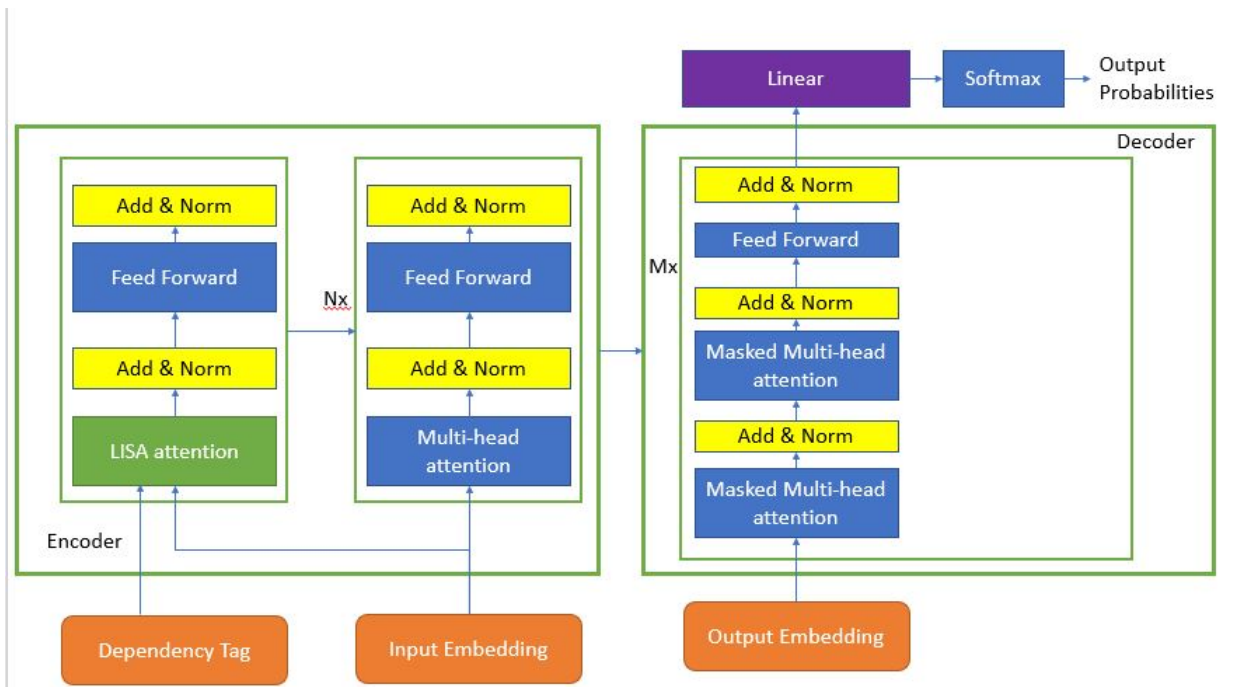 Linear
Softmax
Output
Probabilities
Encoder
Add & Norm
Feed Forward
Add & Norm
LISA attention
Nx
Add & Norm
Feed Forward
Add & Norm
Multi-head
attention
Decoder
Mx
Add & Norm
Feed Forward
Add & Norm
Masked Multi-head
attention
Add & Norm
Masked Multi-head
attention
Dependency Tag
Input Embedding
Output Embedding